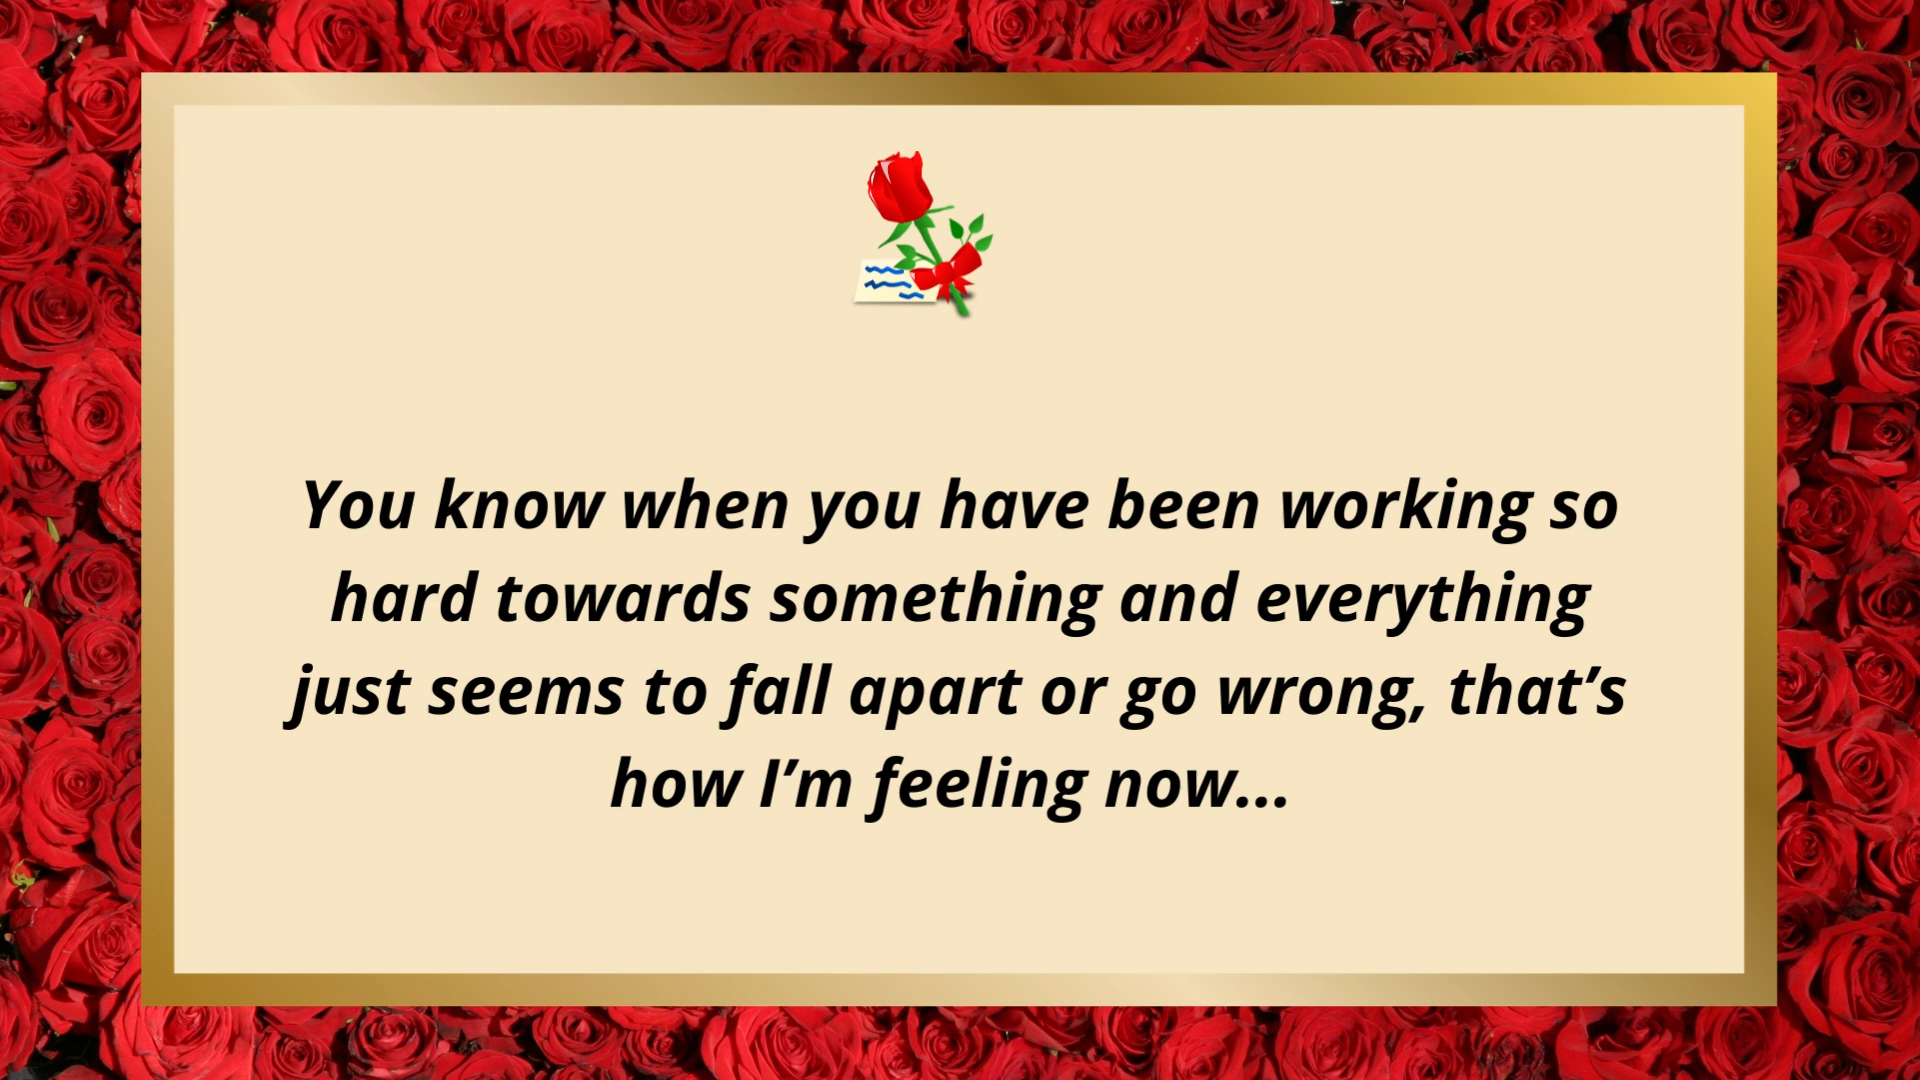 You know when you have been working so
hard towards something and everything
just seems to fall apart or go wrong, that’s
how I’m feeling now...